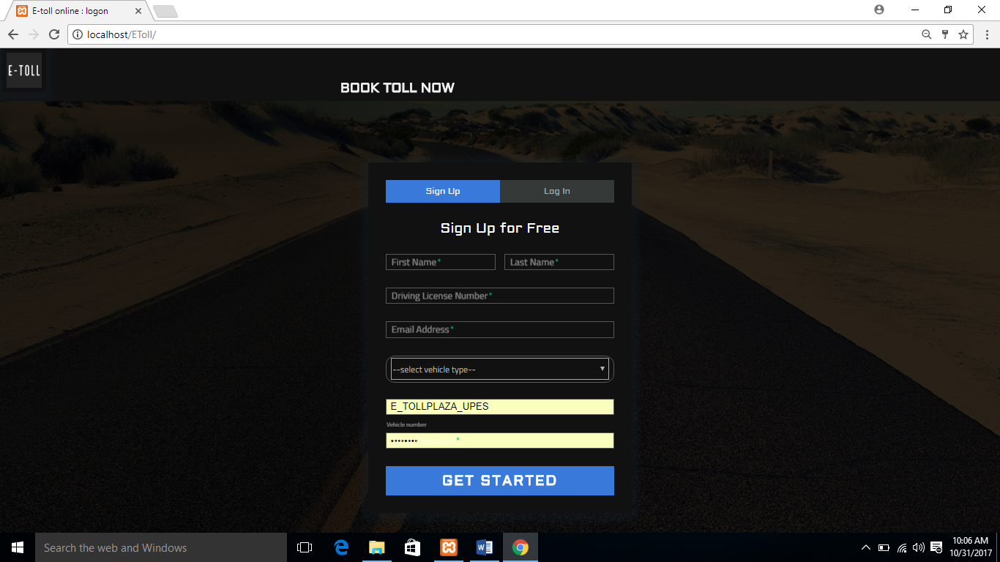 E-toll online : logon
localhost/EToll/
E-TOLL
BOOK TOLL NOW
Sign Up
Log In
Sign Up for Free
First Name*
Last Name*
Driving License Number*
Email Address*
--select vehicle type--
E_TOLLPLAZA_UPES
Vehicle number
•••••••• *
GET STARTED
Search the web and Windows
10:06 AM
10/31/2017